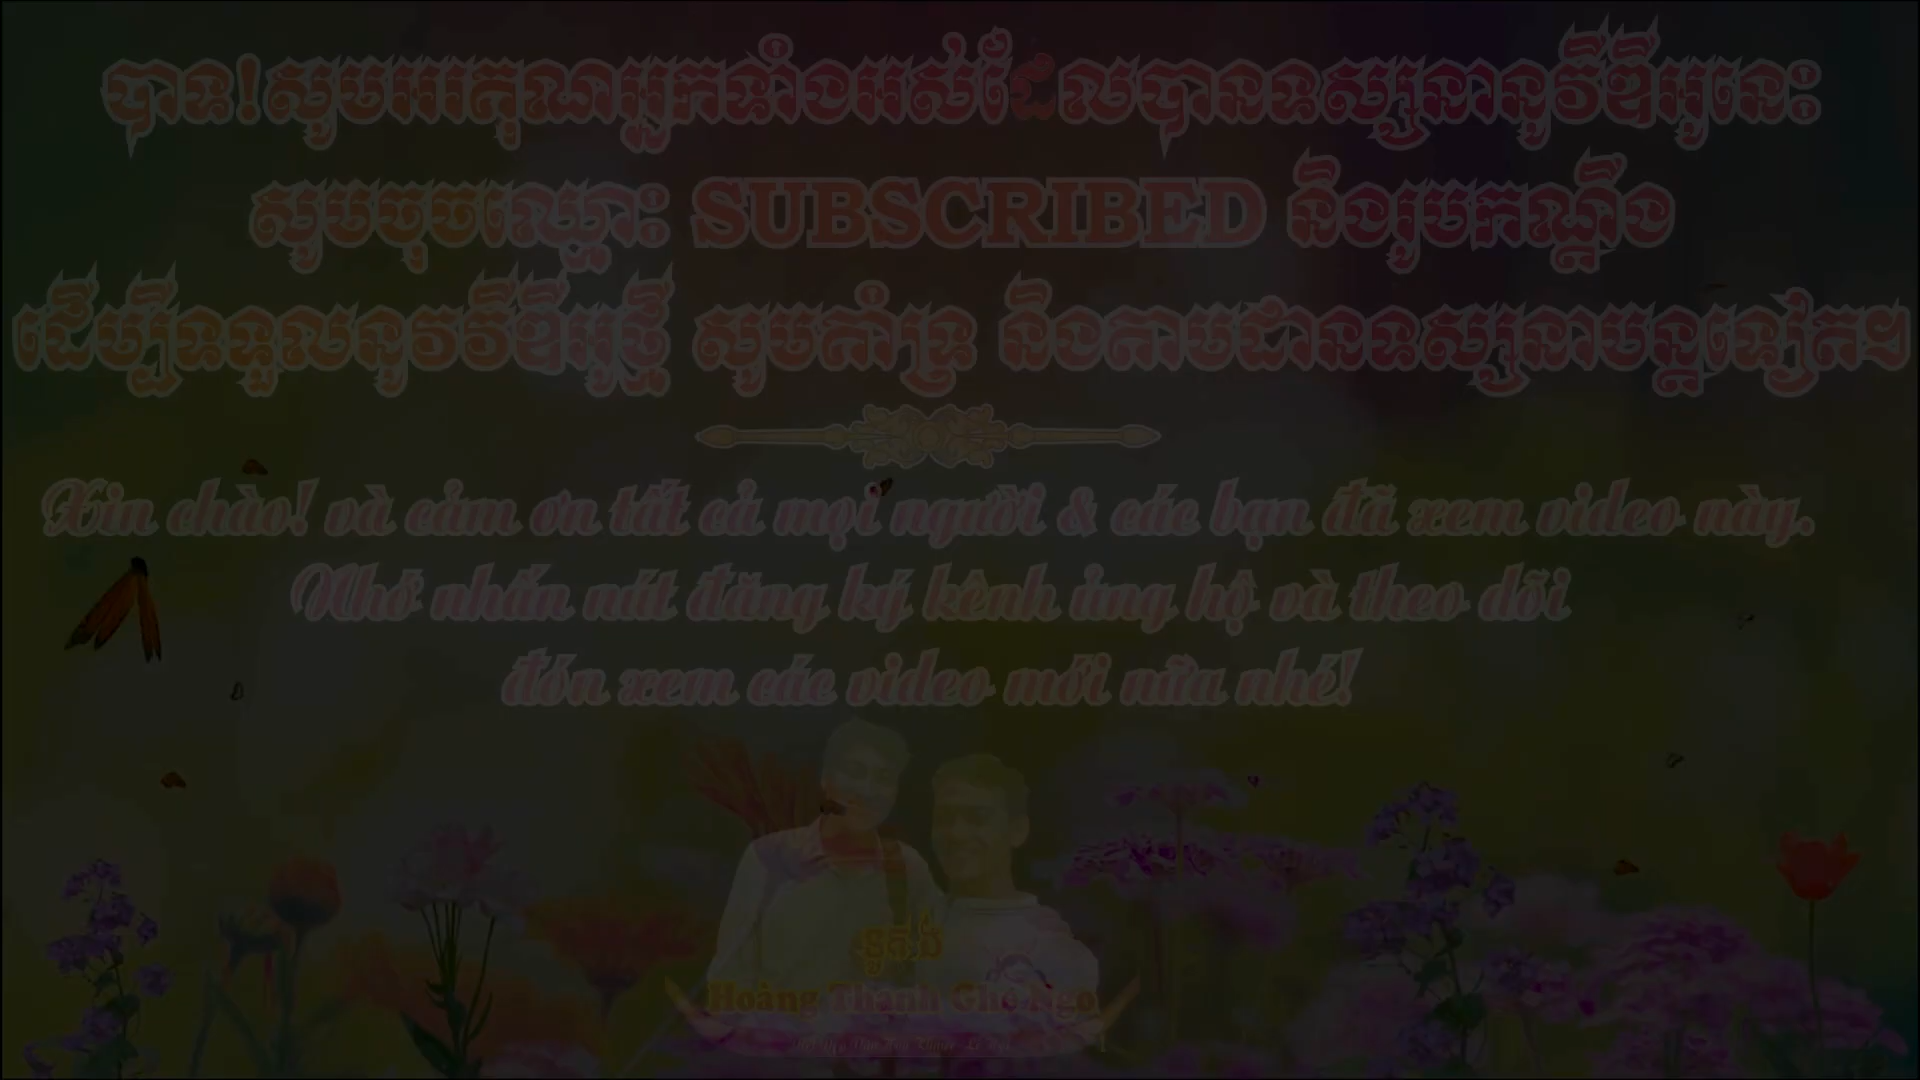 បាទ!សូមអរគុណអ្នកទាំងអស់ដែលបានទស្សនានូវីឌីអូនេះ
សូមចុចឈ្មោះ SUBSCRIBED និងរូបកណ្ដឹង
ដើម្បីទទួលនូវវីឌីអូថ្មី សូមគាំទ្រ និងតាមដានទស្សនាបន្តទៀត៖
Xin chào! và cảm ơn tất cả mọi người & các bạn đã xem video này.
Nhớ nhấn nút đăng ký kênh ủng hộ và theo dõi
đón xem các video mới nữa nhé!
Hoàng Thanh Ghe Ngo